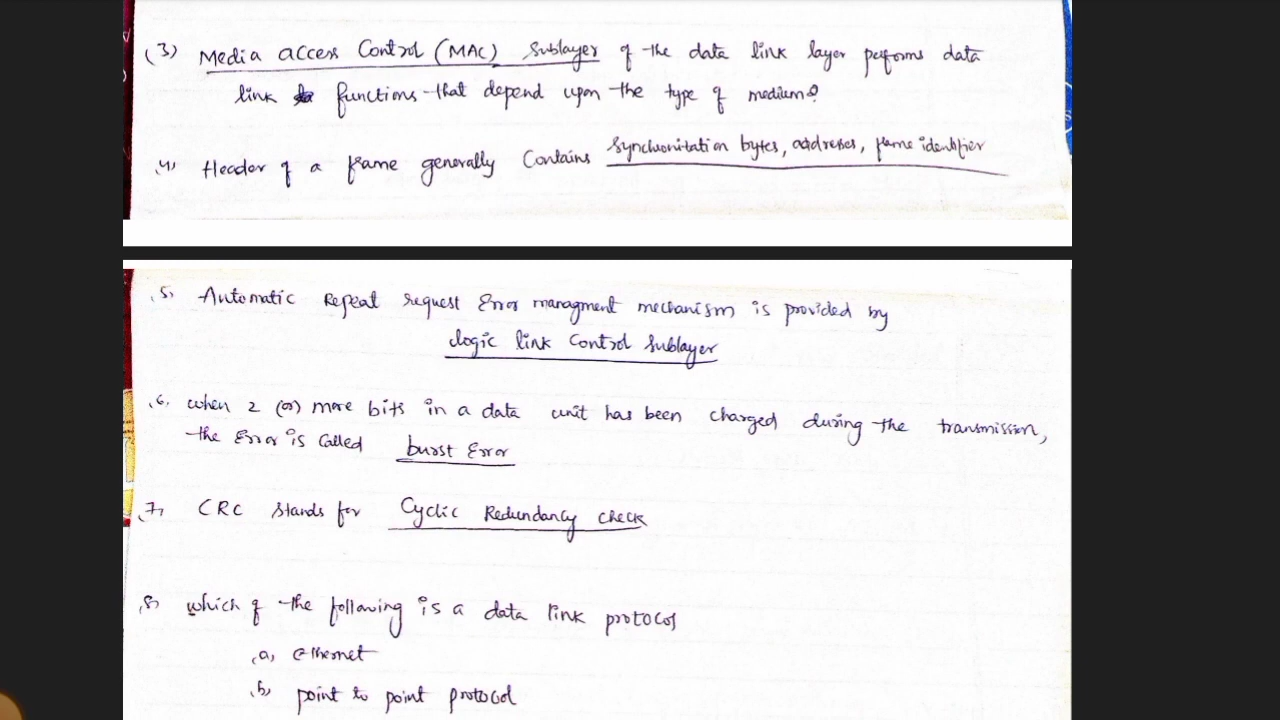 (3) Media access Control (MAC) Sublayer of the data link layer performs data
link functions that depend upon the type of medium?
(4) Header of a frame generally Contains Synchronitation bytes, addresses, frame identifier
(5) Automatic Repeat request Error managment mechanism is provided by
logic link Control Sublayer
(6) when 2 (or) more bits in a data unit has been charged during the transmission,
the Error is Called burst Error
(7) CRC stands for Cyclic Redundancy check
(8) which of the following is a data link protocol
(a) ethernet
(b) point to point protocol